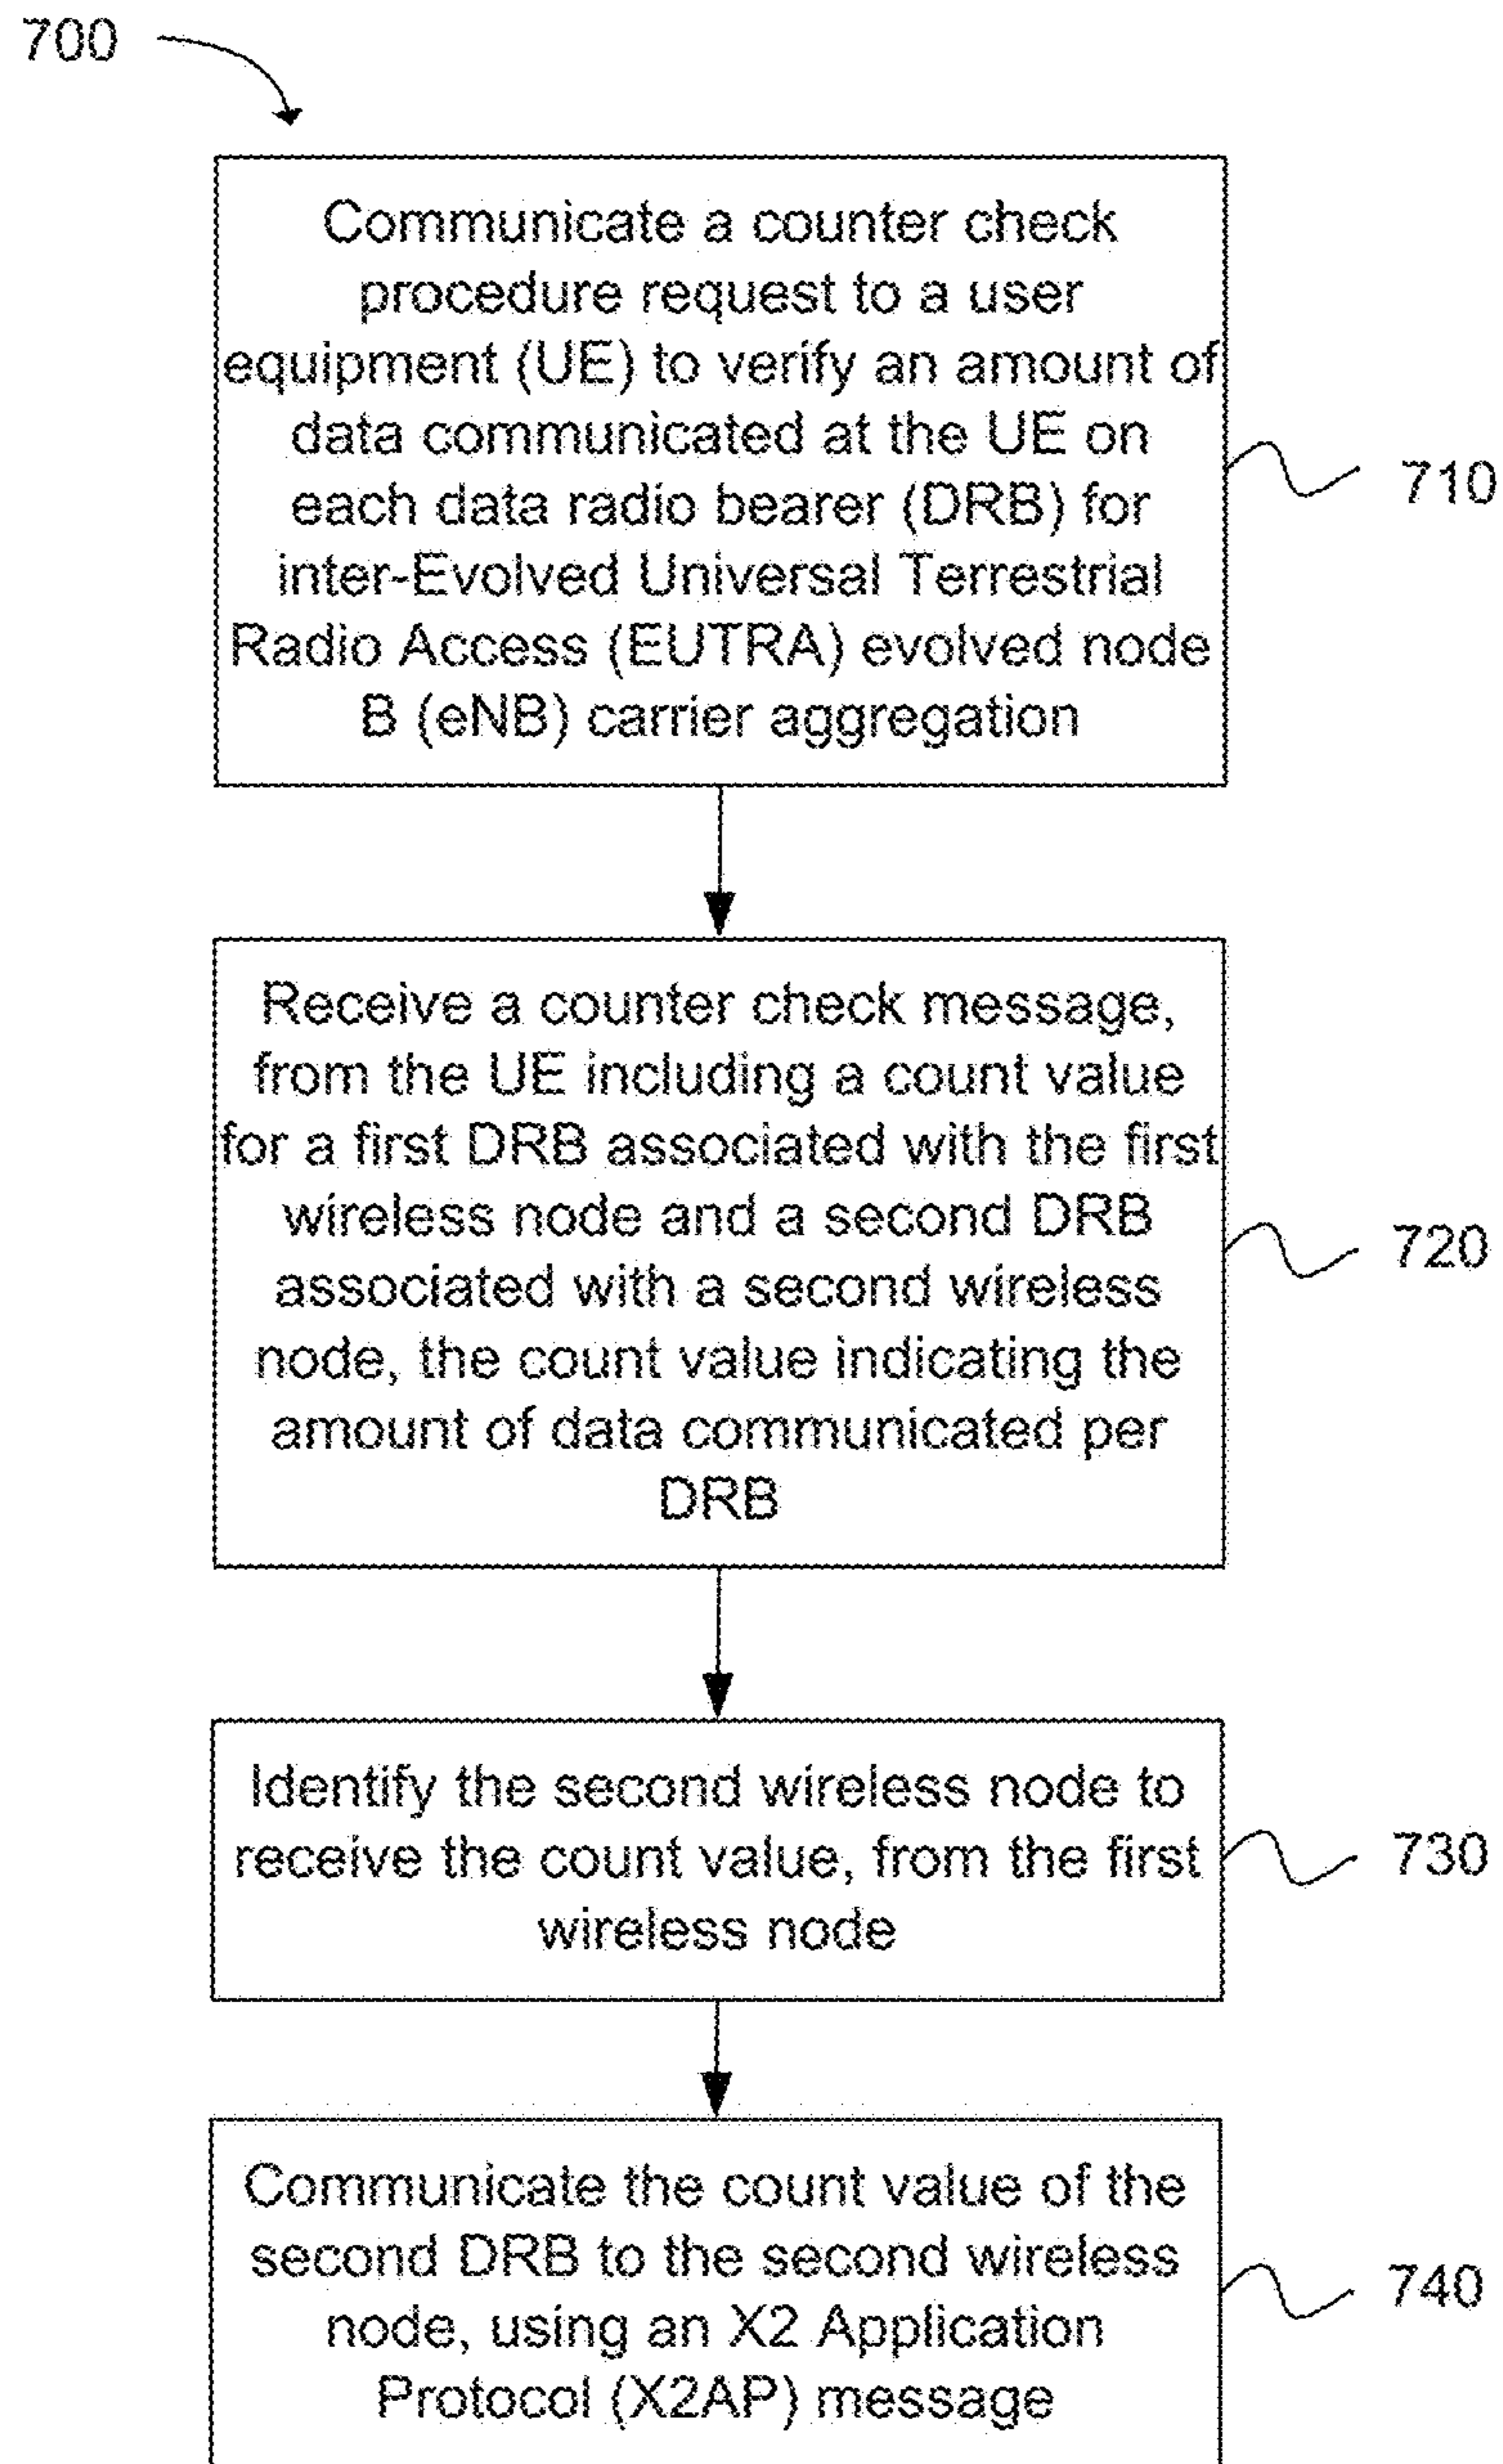 700
Communicate a counter check
procedure request to a user
equipment (UE) to verify an amount of
data communicated at the UE on
each data radio bearer (DRB) for
inter-Evolved Universal Terrestrial
Radio Access (EUTRA) evolved node
B (eNB) carrier aggregation
710
Receive a counter check message,
from the UE including a count value
for a first DRB associated with the first
wireless node and a second DRB
associated with a second wireless
node, the count value indicating the
amount of data communicated per
DRB
720
Identify the second wireless node to
receive the count value, from the first
wireless node
730
Communicate the count value of the
second DRB to the second wireless
node, using an X2 Application
Protocol (X2AP) message
740